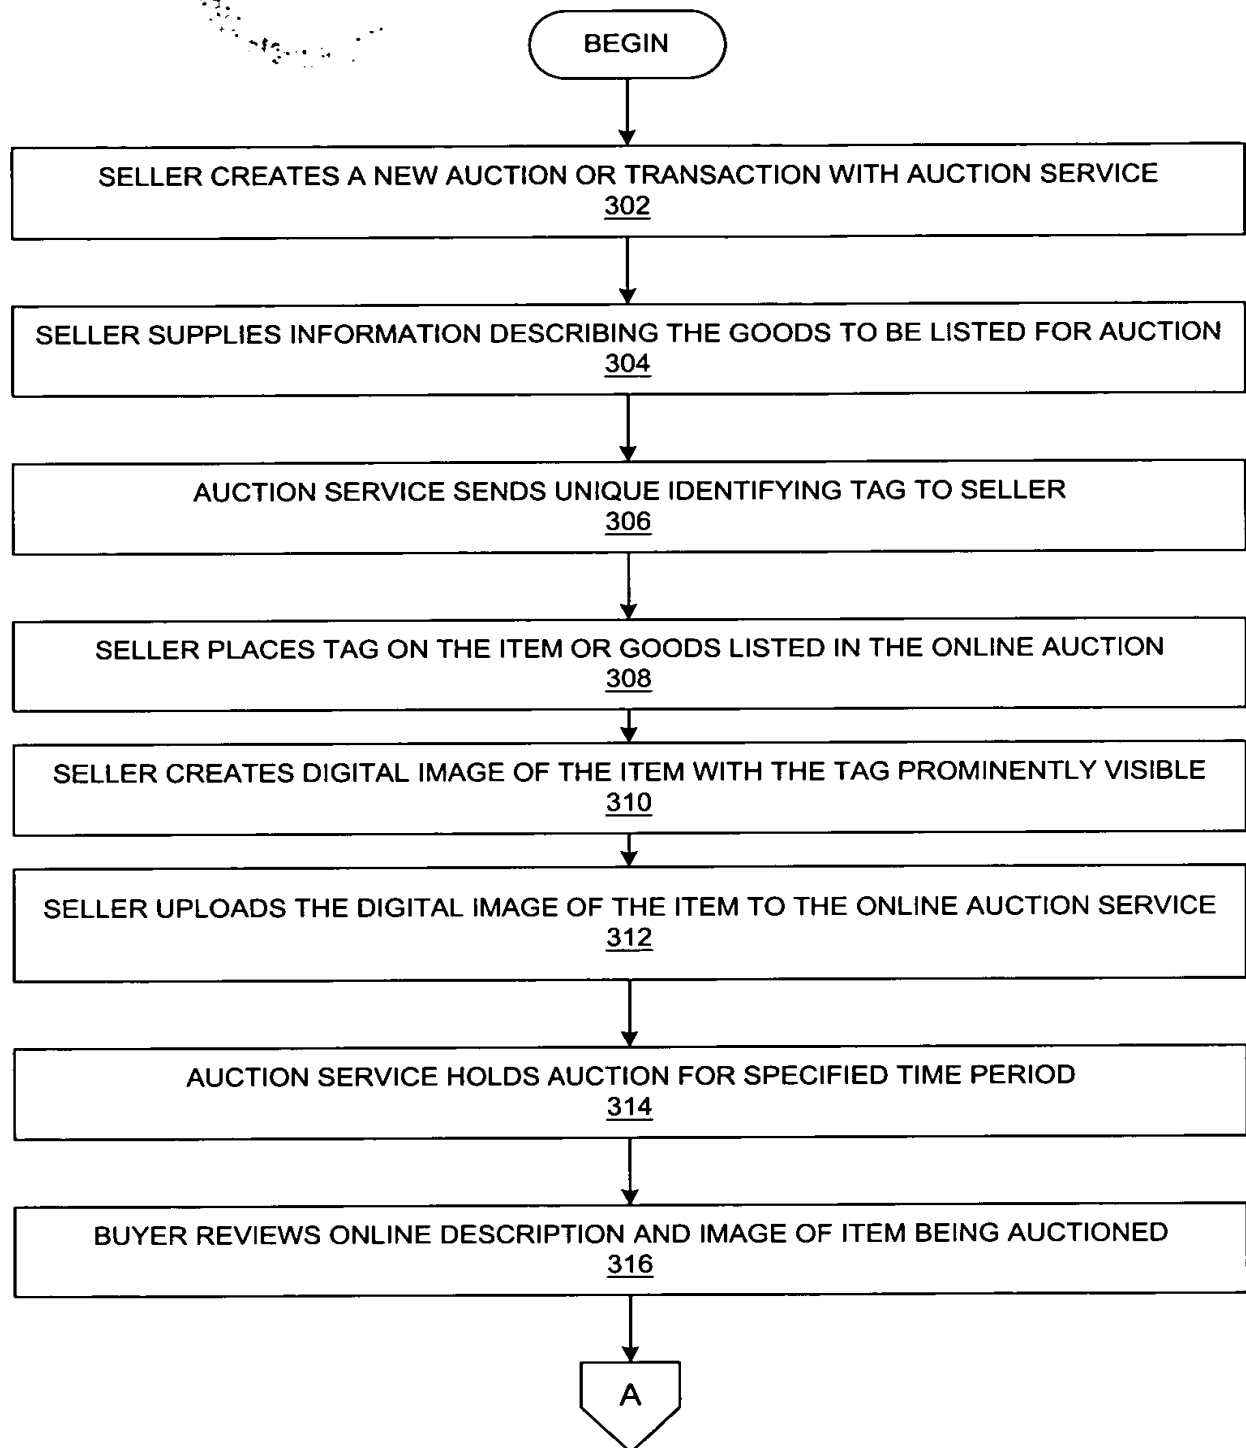 BEGIN
SELLER CREATES A NEW AUCTION OR TRANSACTION WITH AUCTION SERVICE
302
SELLER SUPPLIES INFORMATION DESCRIBING THE GOODS TO BE LISTED FOR AUCTION
304
AUCTION SERVICE SENDS UNIQUE IDENTIFYING TAG TO SELLER
306
SELLER PLACES TAG ON THE ITEM OR GOODS LISTED IN THE ONLINE AUCTION
308
SELLER CREATES DIGITAL IMAGE OF THE ITEM WITH THE TAG PROMINENTLY VISIBLE
310
SELLER UPLOADS THE DIGITAL IMAGE OF THE ITEM TO THE ONLINE AUCTION SERVICE
312
AUCTION SERVICE HOLDS AUCTION FOR SPECIFIED TIME PERIOD
314
BUYER REVIEWS ONLINE DESCRIPTION AND IMAGE OF ITEM BEING AUCTIONED
316
A